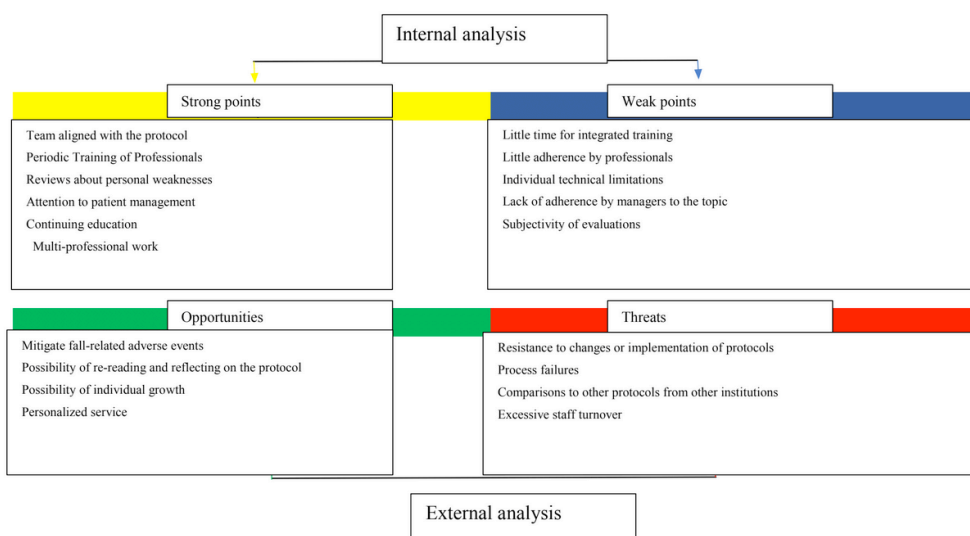 Internal analysis
Strong points
Team aligned with the protocol
Periodic Training of Professionals
Reviews about personal weaknesses
Attention to patient management
Continuing education
Multi-professional work
Weak points
Little time for integrated training
Little adherence by professionals
Individual technical limitations
Lack of adherence by managers to the topic
Subjectivity of evaluations
Opportunities
Mitigate fall-related adverse events
Possibility of re-reading and reflecting on the protocol
Possibility of individual growth
Personalized service
Threats
Resistance to changes or implementation of protocols
Process failures
Comparisons to other protocols from other institutions
Excessive staff turnover
External analysis